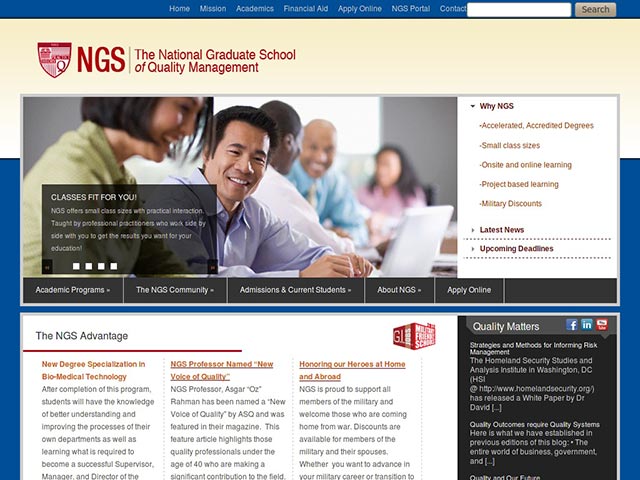 Home Mission Academics Financial Aid Apply Online NGS Portal Contact Search
NGS The National Graduate School
of Quality Management
CLASSES FIT FOR YOU!
NGS offers small class sizes with practical interaction.
Taught by professional practitioners who work side by
side with you to get the results you want for your
education!
Why NGS
-Accelerated, Accredited Degrees
-Small class sizes
-Onsite and online learning
-Project based learning
-Military Discounts
Latest News
Upcoming Deadlines
Academic Programs » The NGS Community » Admissions & Current Students » About NGS » Apply Online
The NGS Advantage
MILITARY
FRIENDLY
SCHOOL
New Degree Specialization in
Bio-Medical Technology
After completion of this program,
students will have the knowledge
of better understanding and
improving the processes of their
own departments as well as
learning what is required to
become a successful Supervisor,
Manager, and Director of the
NGS Professor Named “New
Voice of Quality”
NGS Professor, Asgar “Oz”
Rahman has been named a “New
Voice of Quality” by ASQ and was
featured in their magazine. This
feature article highlights those
quality professionals under the
age of 40 who are making a
significant contribution to the field.
Honoring our Heroes at Home
and Abroad
NGS is proud to support all
members of the military and
welcome those who are coming
home from war. Discounts are
available for members of the
military and their spouses.
Whether you want to advance in
your military career or transition to
Quality Matters
Strategies and Methods for Informing Risk
Management
The Homeland Security Studies and
Analysis Institute in Washington, DC
(HSI
@ http://www.homelandsecurity.org/)
has released a White Paper by Dr
David [...]
Quality Outcomes require Quality Systems
Here is what we have established in
previous editions of this blog: • The
entire world of business, government,
and [...]
Quality and Our Future